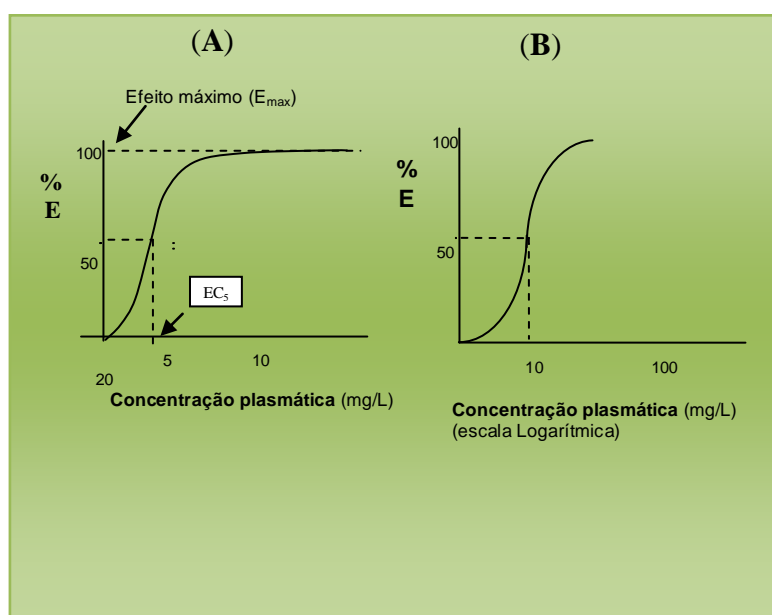 (A)
(B)
Efeito máximo (Emax)
100
%
E
50
:
EC5
5 10
20
Concentração plasmática (mg/L)
100
%
E
50
10 100
Concentração plasmática (mg/L)
(escala Logarítmica)